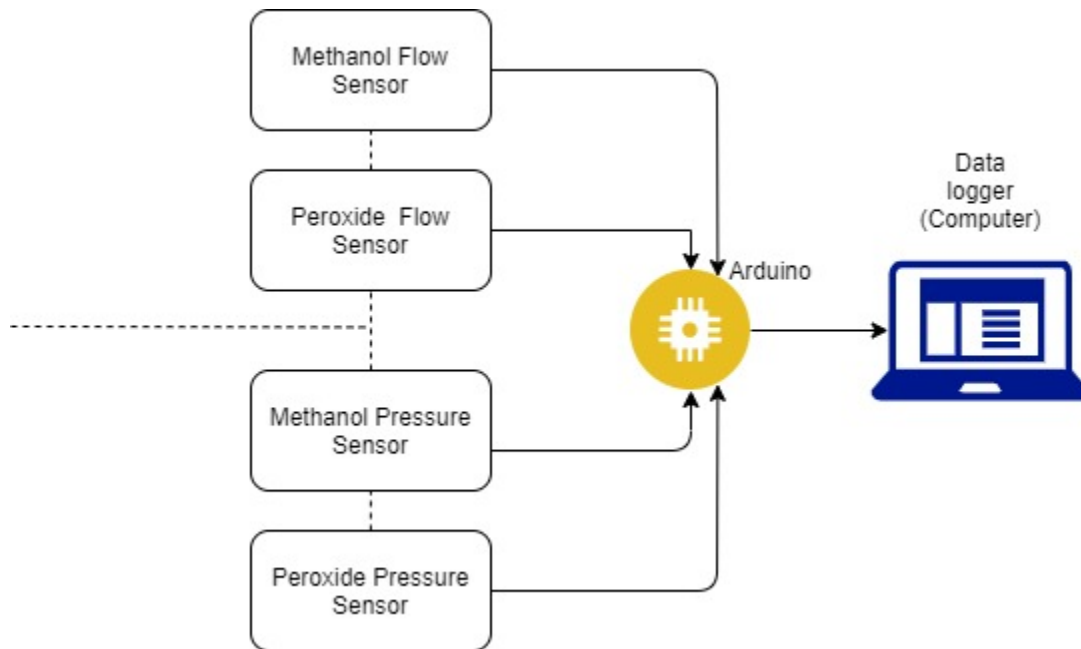 Methanol Flow
Sensor
Peroxide  Flow
Sensor
Methanol Pressure
Sensor
Peroxide Pressure
Sensor
Arduino
Data
logger
(Computer)